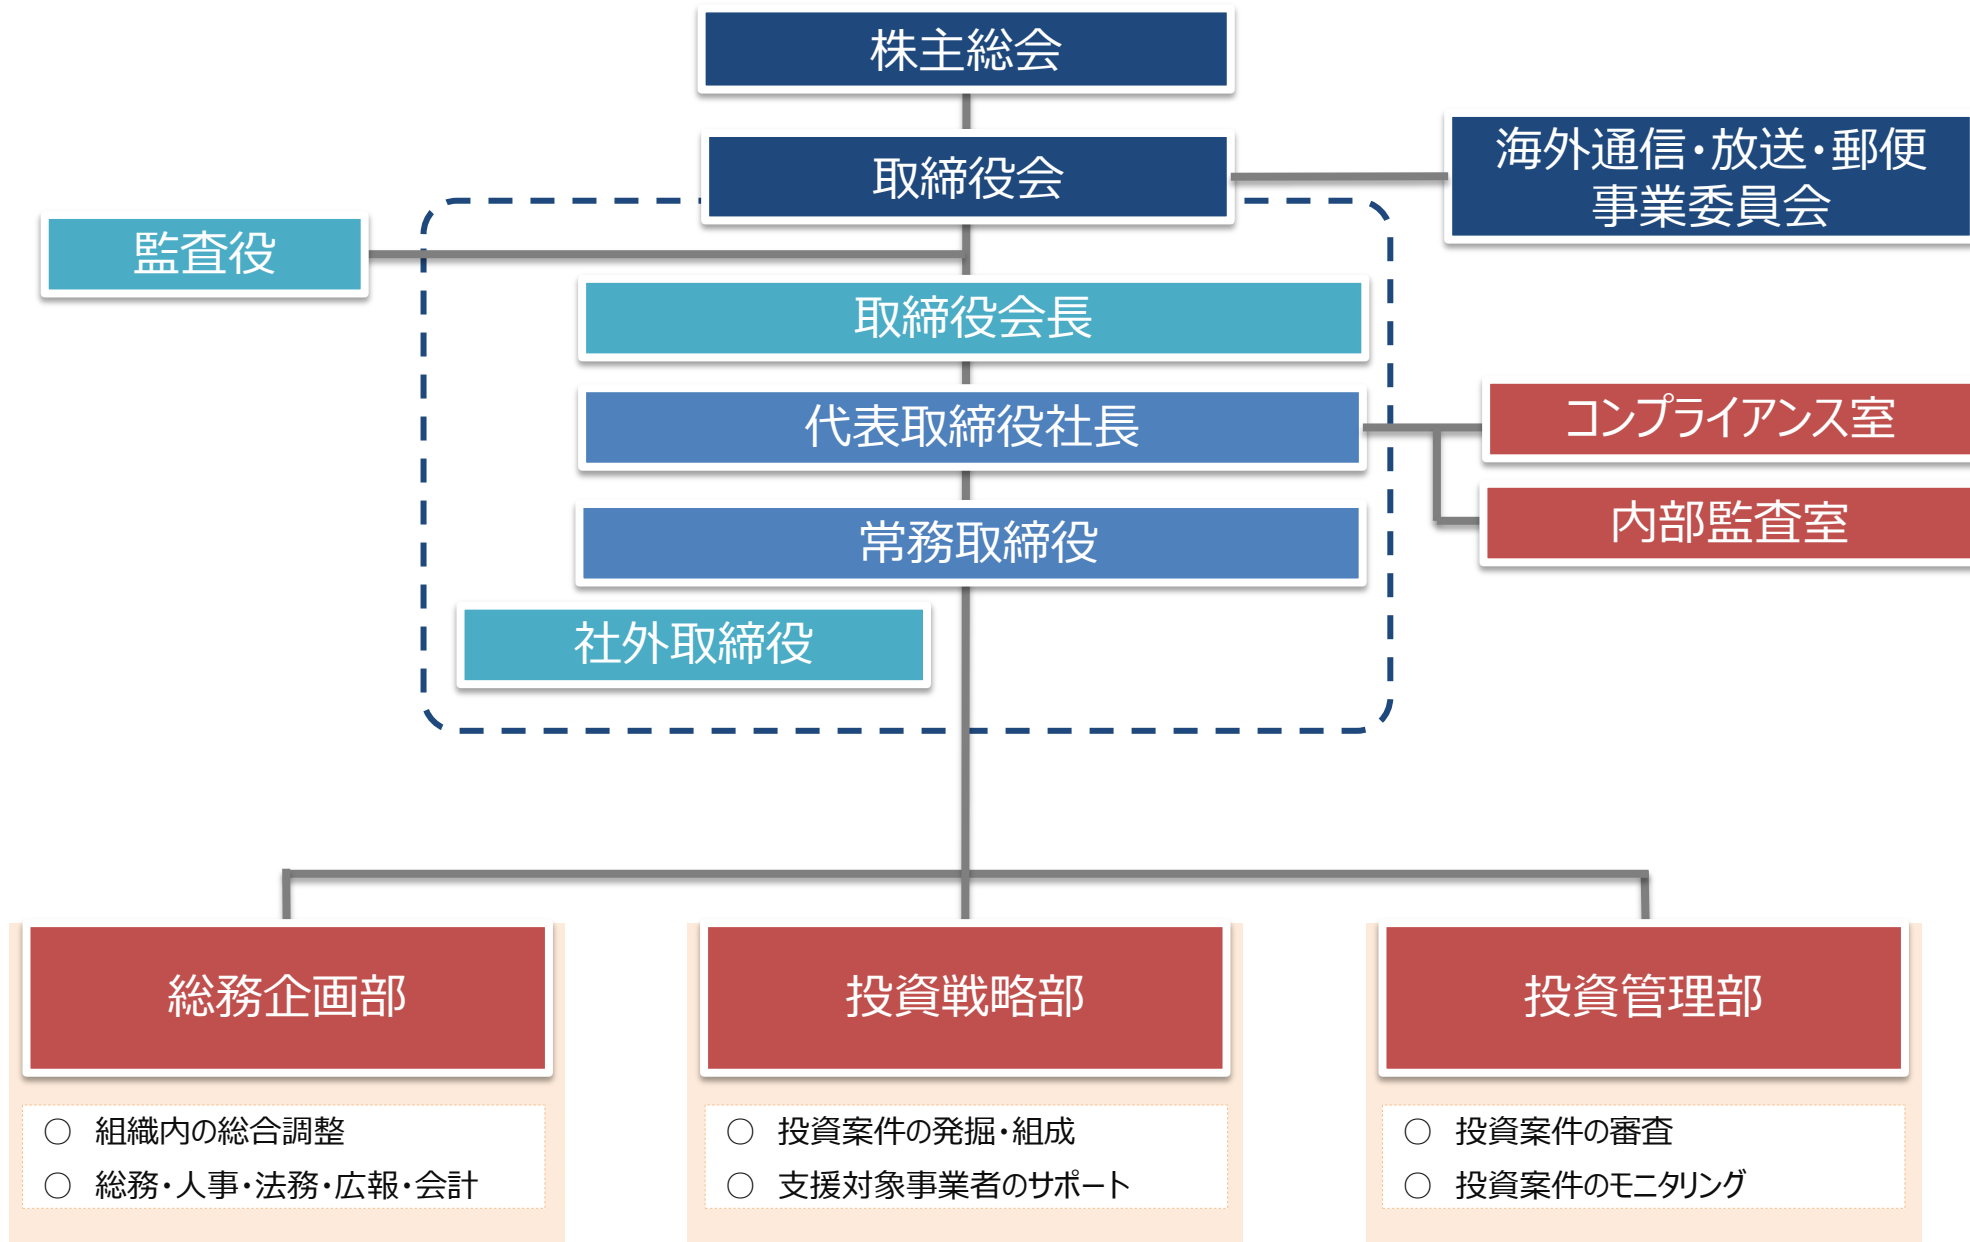 株主総会
取締役会
海外通信・放送・郵便
事業委員会
監査役
取締役会長
代表取締役社長
コンプライアンス室
常務取締役
内部監査室
社外取締役
総務企画部
○ 組織内の総合調整
○ 総務・人事・法務・広報・会計
投資戦略部
○ 投資案件の発掘・組成
○ 支援対象事業者のサポート
投資管理部
○ 投資案件の審査
○ 投資案件のモニタリング